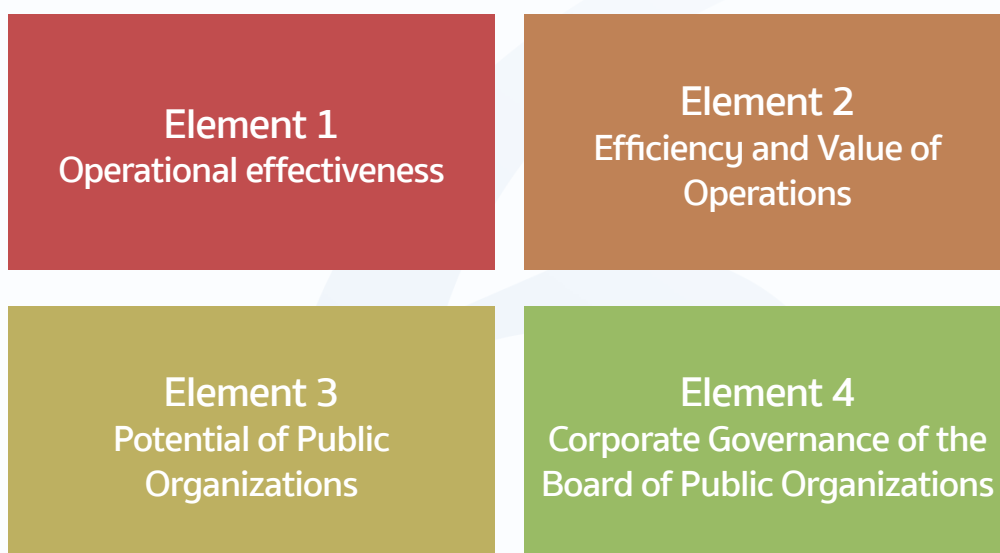 Element 1
Operational effectiveness
Element 2
Efficiency and Value of
Operations
Element 3
Potential of Public
Organizations
Element 4
Corporate Governance of the
Board of Public Organizations